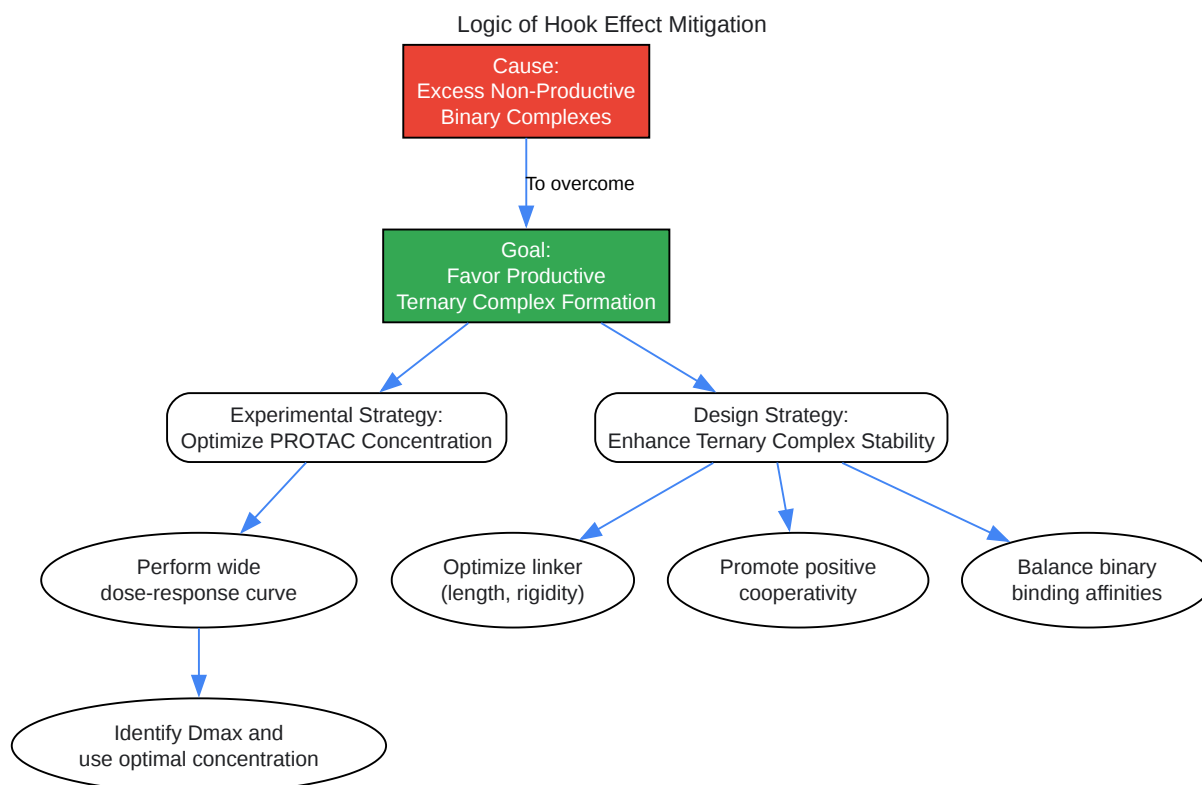 Logic of Hook Effect Mitigation
Cause:
Excess Non-Productive
Binary Complexes
To overcome
Goal:
Favor Productive
Ternary Complex Formation
Experimental Strategy:
Optimize PROTAC Concentration
Design Strategy:
Enhance Ternary Complex Stability
Perform wide
dose-response curve
Optimize linker
(length, rigidity)
Promote positive
cooperativity
Balance binary
binding affinities
Identify Dmax and
use optimal concentration